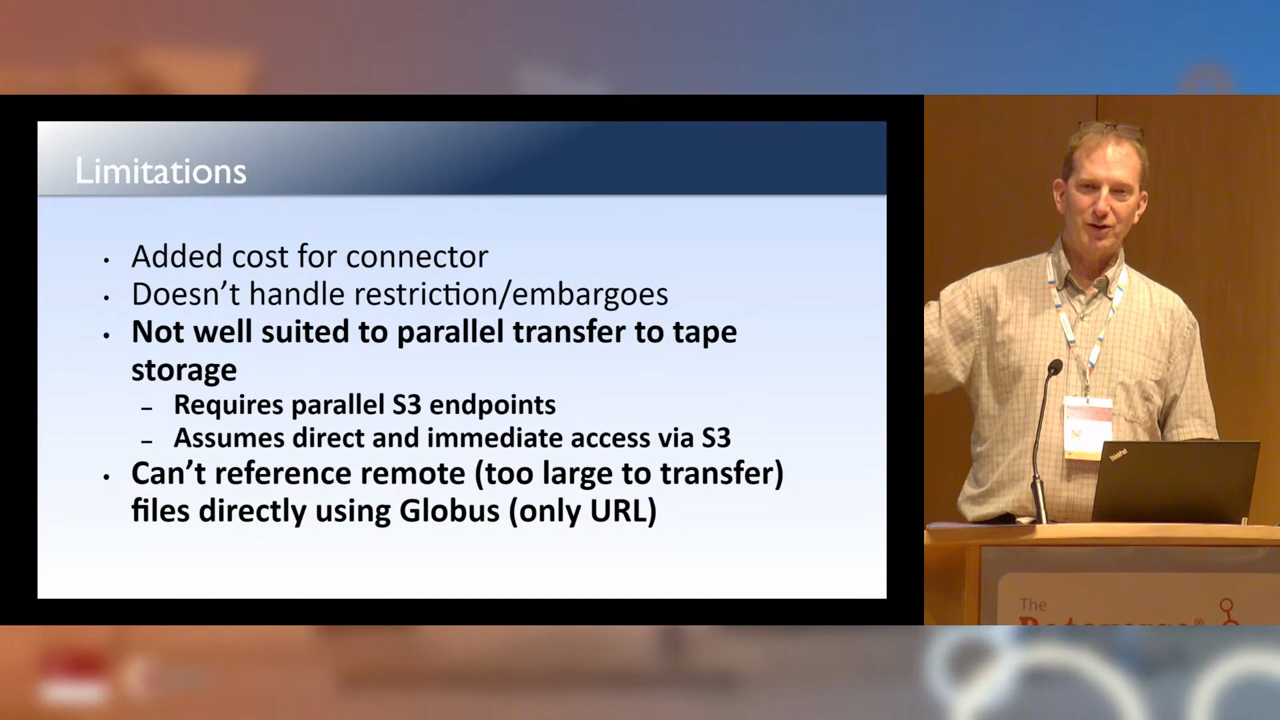 Limitations
• Added cost for connector
• Doesn't handle restriction/embargoes
• Not well suited to parallel transfer to tape
storage
– Requires parallel S3 endpoints
– Assumes direct and immediate access via S3
• Can't reference remote (too large to transfer)
files directly using Globus (only URL)
ThinkPad
The